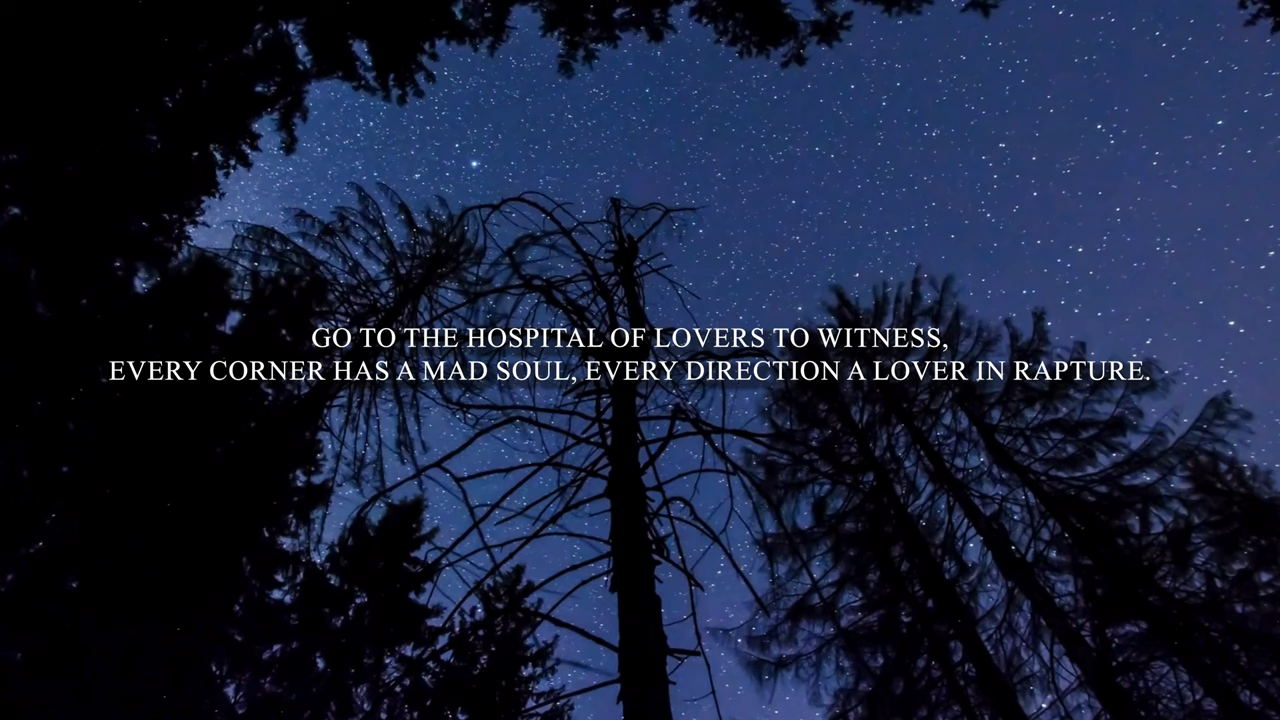 GO TO THE HOSPITAL OF LOVERS TO WITNESS,
EVERY CORNER HAS A MAD SOUL, EVERY DIRECTION A LOVER IN RAPTURE.